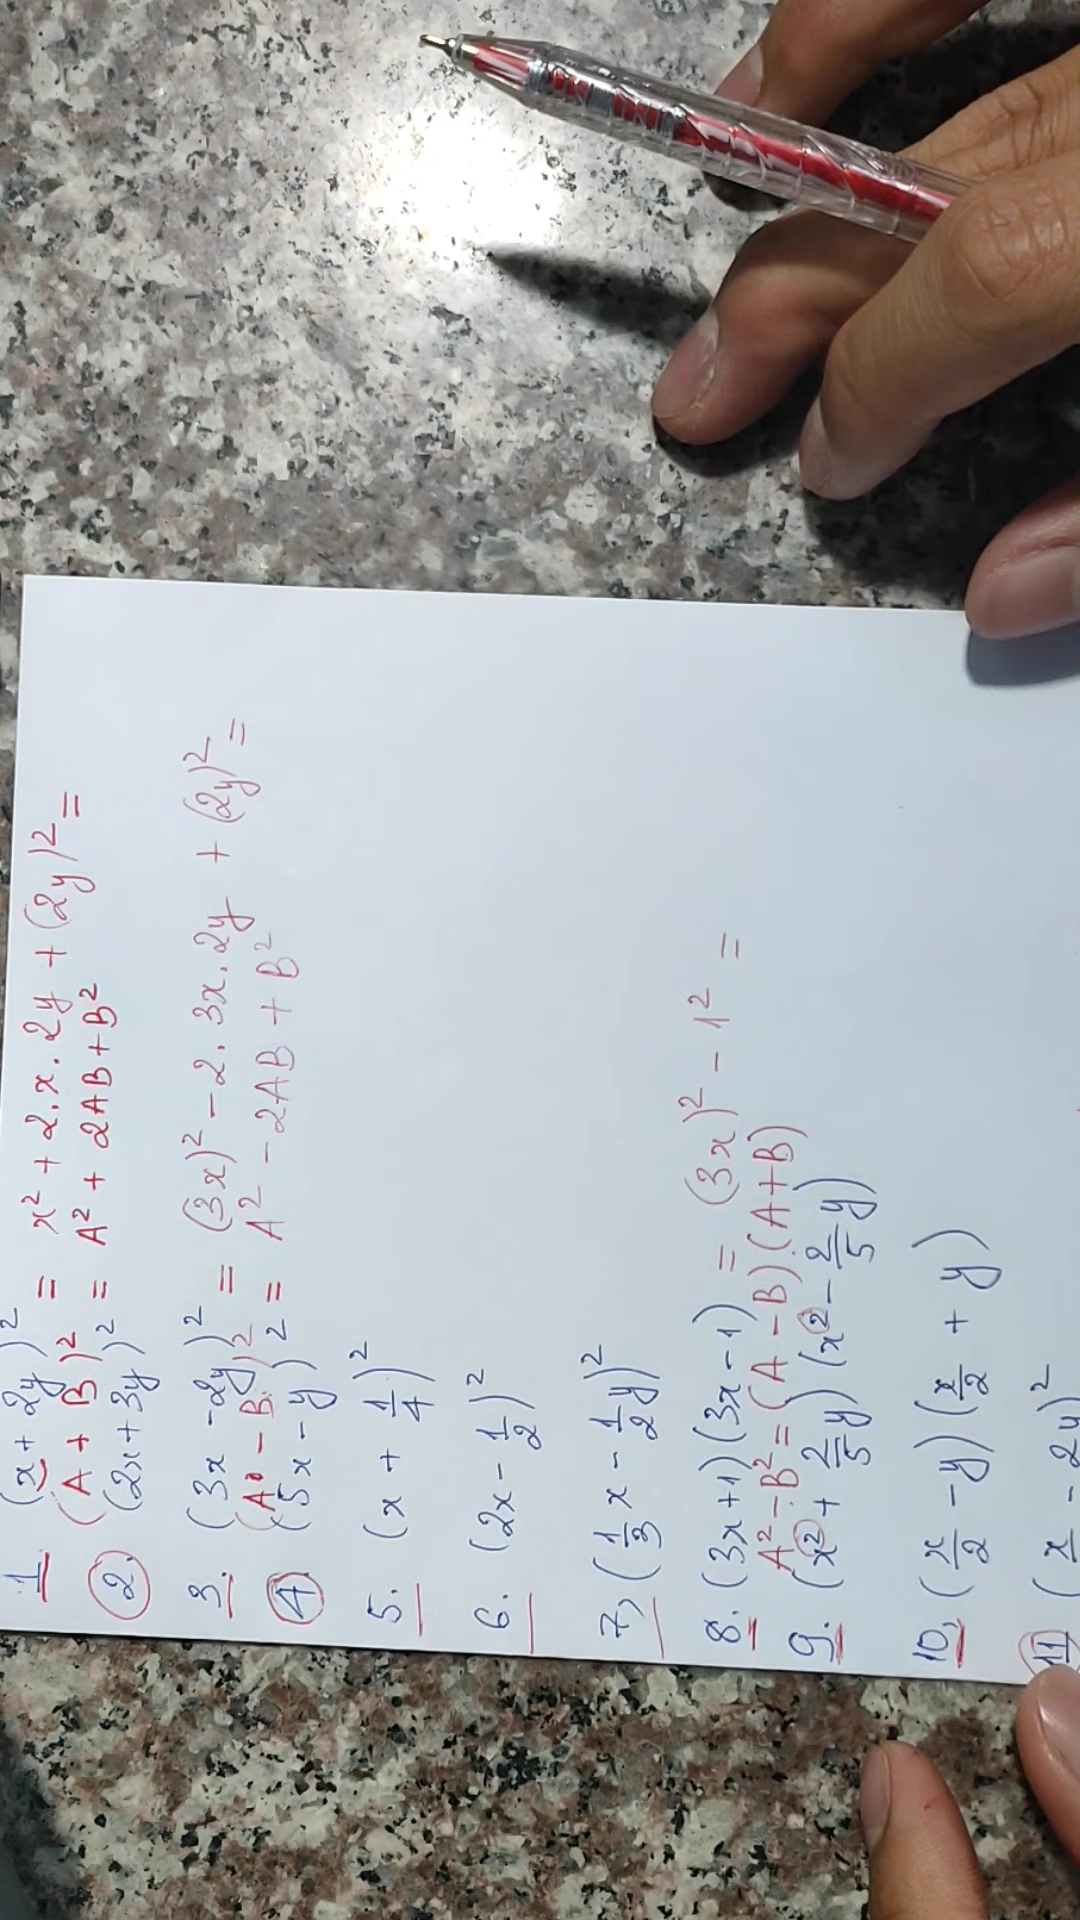 1. (x + 2y)² = x² + 2.x.2y + (2y)² =
(A + B)² = A² + 2AB + B²
2. (2x + 3y)²
3. (3x - 2y)² = (3x)² - 2.3x.2y + (2y)² =
(A - B)² = A² - 2AB + B²
4. (5x - y)²
5. (x + 1/4)²
6. (2x - 1/2)²
7, (1/3 x - 1/2 y)²
8. (3x+1)(3x-1) = (3x)² - 1² =
A² - B² = (A - B).(A+B)
9. (x² + 2/5 y)(x² - 2/5 y)
10, (x/2 - y)(x/2 + y)
11 (x - 2y)²